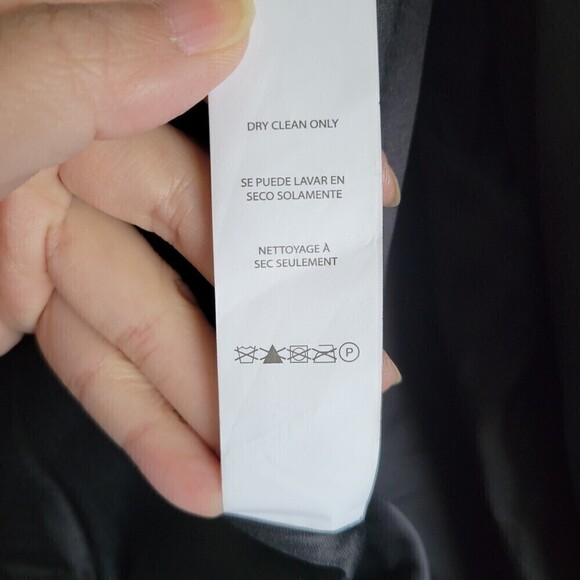 DRY CLEAN ONLY
SE PUEDE LAVAR EN
SECO SOLAMENTE
NETTOYAGE À
SEC SEULEMENT
P